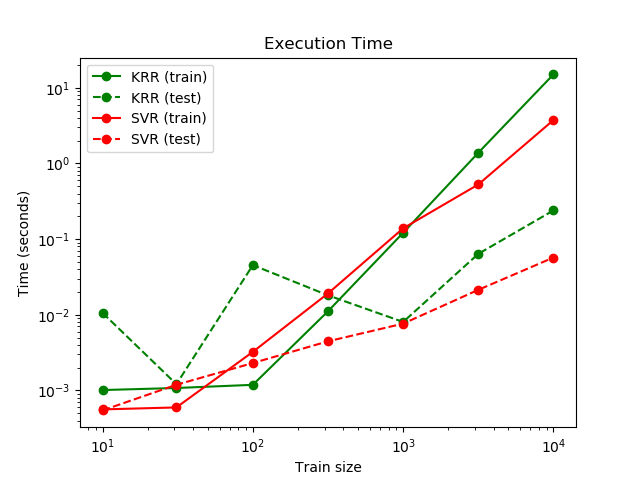 Execution Time
KRR (train)
KRR (test)
SVR (train)
SVR (test)
Time (seconds)
10¹
10⁰
10⁻¹
10⁻²
10⁻³
10¹ 10² 10³ 10⁴
Train size